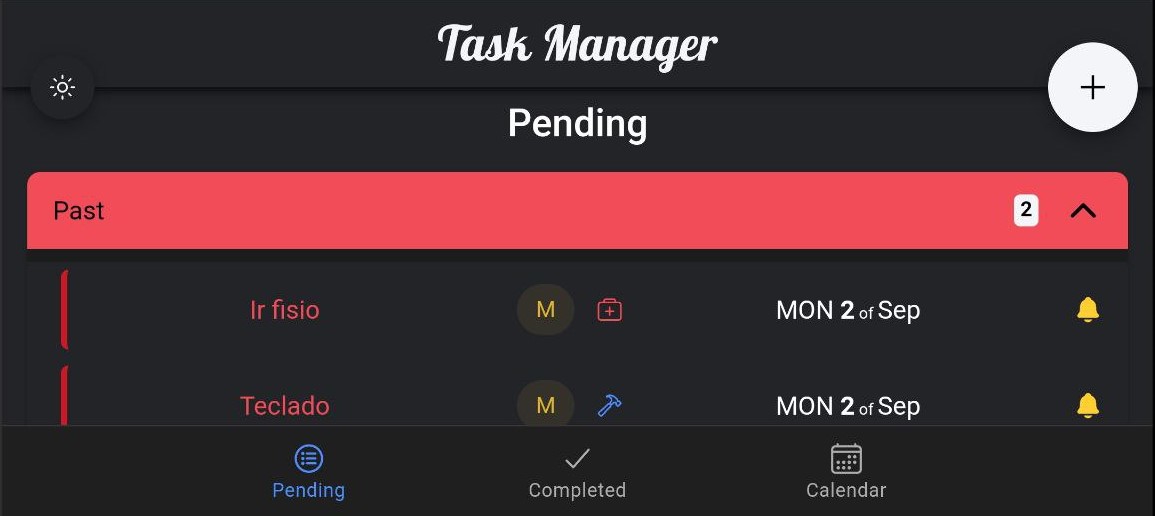 Task Manager
Pending
Past 2
Ir fisio M MON 2 of Sep
Teclado M MON 2 of Sep
Pending Completed Calendar